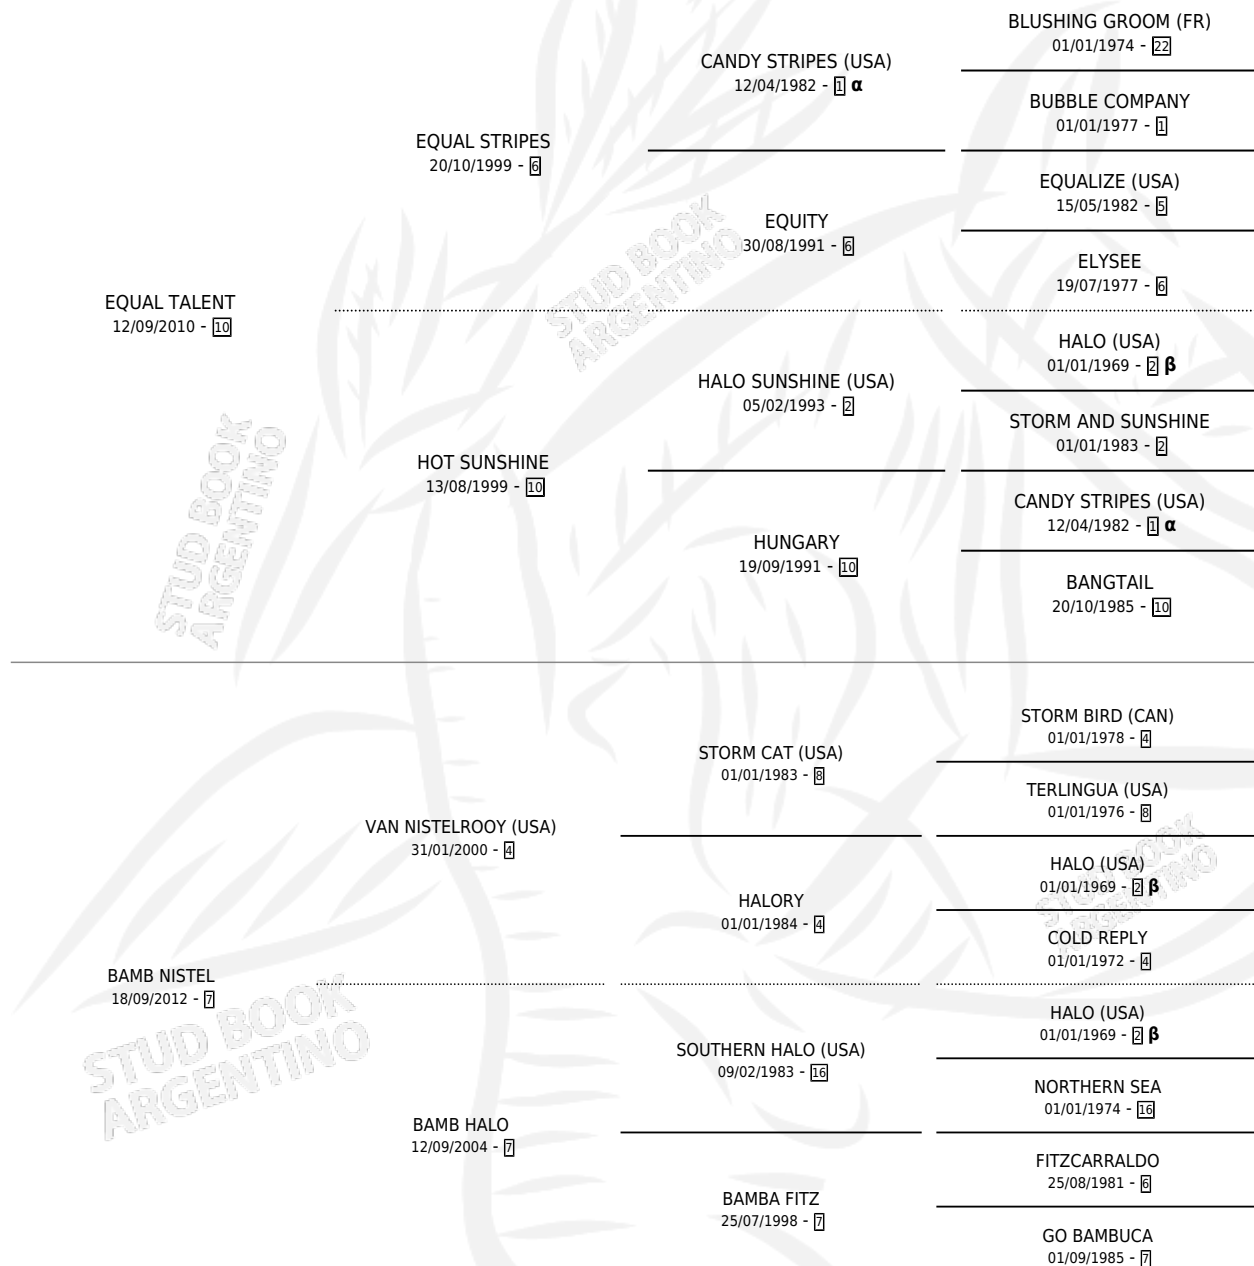 BLUSHING GROOM (FR)
01/01/1974 - 22
CANDY STRIPES (USA)
12/04/1982 - 1 α
BUBBLE COMPANY
01/01/1977 - 1
EQUAL STRIPES
20/10/1999 - 6
EQUALIZE (USA)
15/05/1982 - 5
EQUITY
30/08/1991 - 6
ELYSEE
19/07/1977 - 6
EQUAL TALENT
12/09/2010 - 10
HALO (USA)
01/01/1969 - 2 β
HALO SUNSHINE (USA)
05/02/1993 - 2
STORM AND SUNSHINE
01/01/1983 - 2
HOT SUNSHINE
13/08/1999 - 10
CANDY STRIPES (USA)
12/04/1982 - 1 α
HUNGARY
19/09/1991 - 10
BANGTAIL
20/10/1985 - 10
STORM BIRD (CAN)
01/01/1978 - 4
STORM CAT (USA)
01/01/1983 - 8
TERLINGUA (USA)
01/01/1976 - 8
VAN NISTELROOY (USA)
31/01/2000 - 4
HALO (USA)
01/01/1969 - 2 β
HALORY
01/01/1984 - 4
COLD REPLY
01/01/1972 - 4
BAMB NISTEL
18/09/2012 - 7
HALO (USA)
01/01/1969 - 2 β
SOUTHERN HALO (USA)
09/02/1983 - 16
NORTHERN SEA
01/01/1974 - 16
BAMB HALO
12/09/2004 - 7
FITZCARRALDO
25/08/1981 - 6
BAMBA FITZ
25/07/1998 - 7
GO BAMBUCA
01/09/1985 - 7
STUD BOOK
ARGENTINO
STUD BOOK
ARGENTINO
STUD BOOK
ARGENTINO
STUD BOOK
ARGENTINO